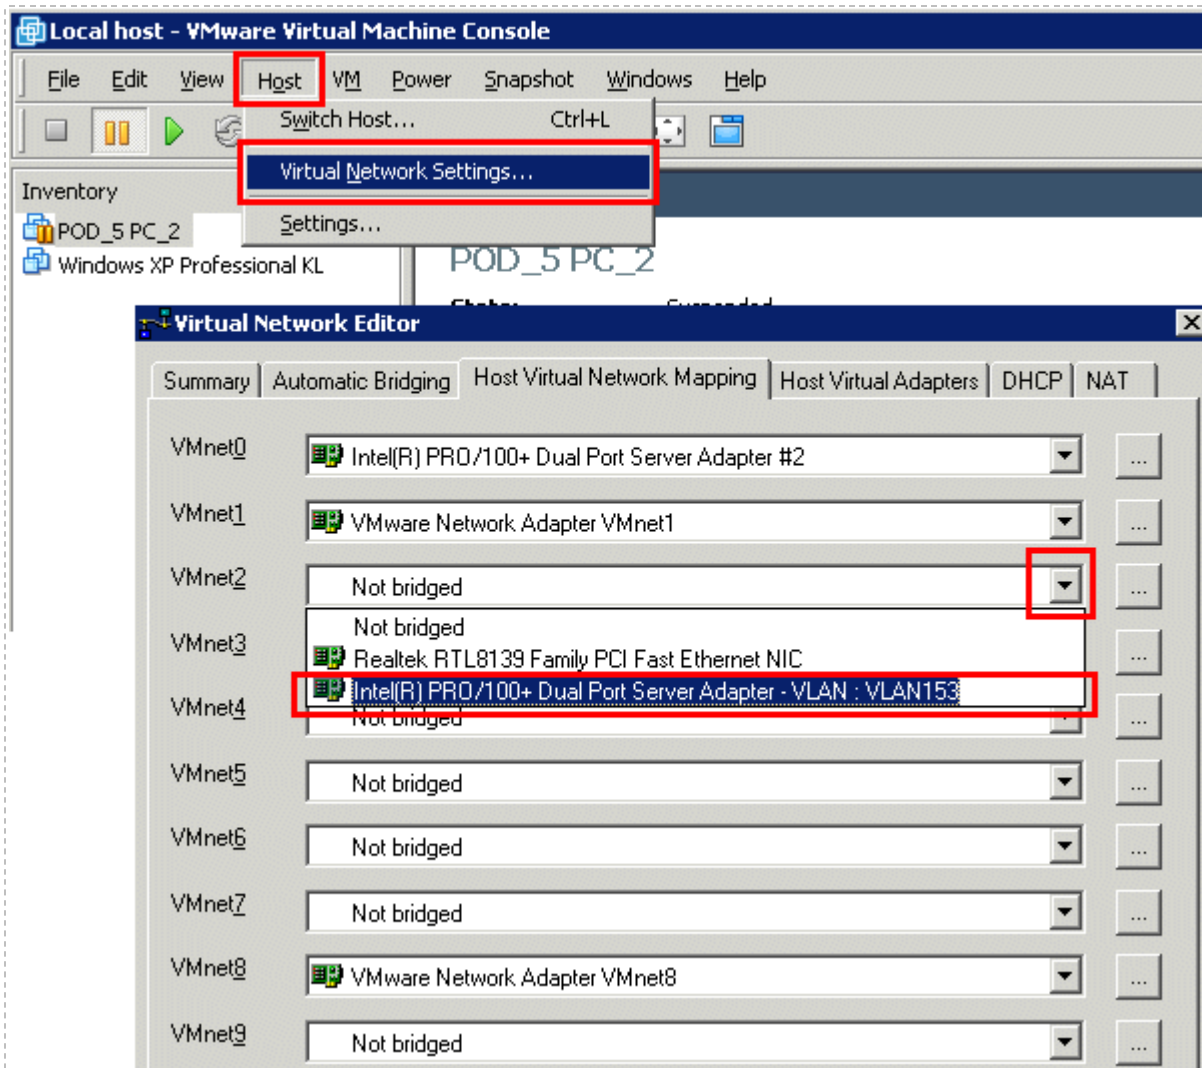 Local host - VMware Virtual Machine Console
File Edit View Host VM Power Snapshot Windows Help
Switch Host... Ctrl+L
Virtual Network Settings...
Settings...
Inventory
POD_5 PC_2
Windows XP Professional KL
POD_5 PC_2
State: Suspended
Virtual Network Editor
Summary Automatic Bridging Host Virtual Network Mapping Host Virtual Adapters DHCP NAT
VMnet0 Intel(R) PRO/100+ Dual Port Server Adapter #2 ...
VMnet1 VMware Network Adapter VMnet1 ...
VMnet2 Not bridged ...
Not bridged
VMnet3 Realtek RTL8139 Family PCI Fast Ethernet NIC ...
Intel(R) PRO/100+ Dual Port Server Adapter - VLAN : VLAN153
VMnet4 Not bridged ...
VMnet5 Not bridged ...
VMnet6 Not bridged ...
VMnet7 Not bridged ...
VMnet8 VMware Network Adapter VMnet8 ...
VMnet9 Not bridged ...